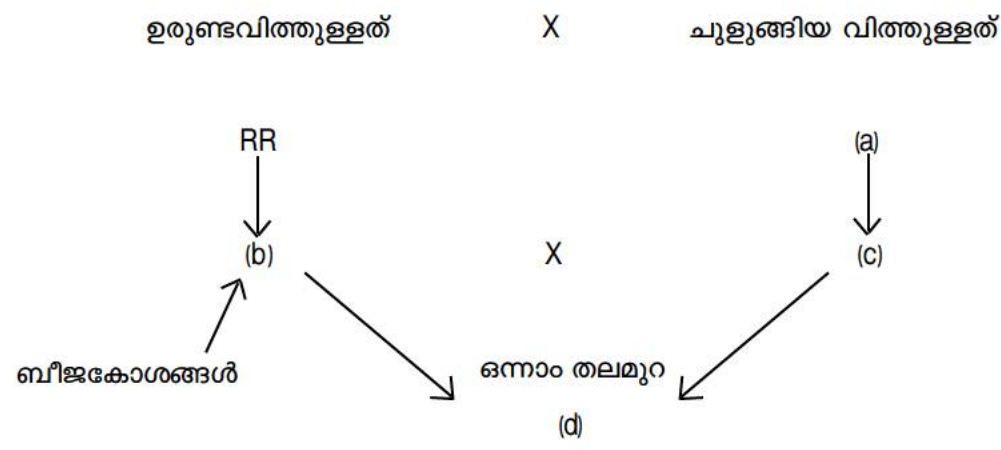 ഉരുണ്ടവിത്തുള്ളത് X ചുളുങ്ങിയ വിത്തുള്ളത്
RR (a)
(b) X (c)
ബീജകോശങ്ങൾ ഒന്നാം തലമുറ
(d)